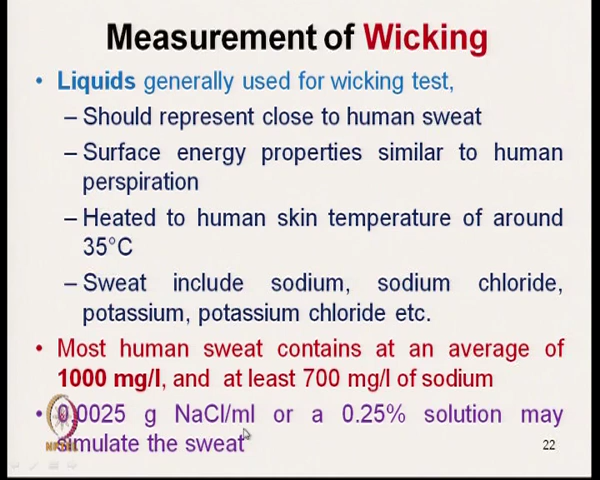 Measurement of Wicking
• Liquids generally used for wicking test,
– Should represent close to human sweat
– Surface energy properties similar to human
perspiration
– Heated to human skin temperature of around
35°C
– Sweat include sodium, sodium chloride,
potassium, potassium chloride etc.
• Most human sweat contains at an average of
1000 mg/l, and at least 700 mg/l of sodium
• 0.0025 g NaCl/ml or a 0.25% solution may
simulate the sweat
NPTEL
22